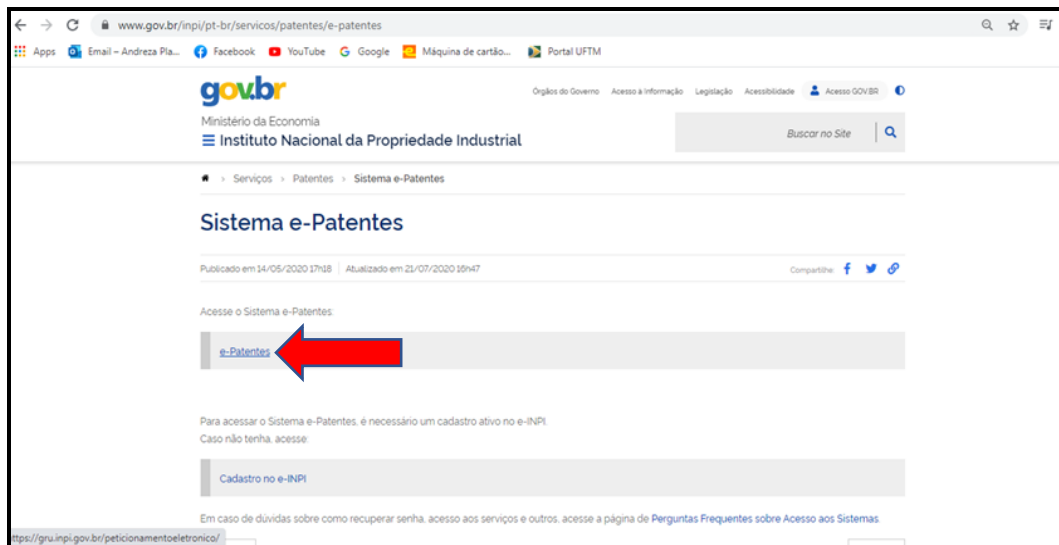 www.gov.br/inpi/pt-br/servicos/patentes/e-patentes
Apps Email – Andreza Pla... Facebook YouTube Google Máquina de cartão... Portal UFTM
gov.br
Órgãos do Governo Acesso à Informação Legislação Acessibilidade Acesso GOV.BR
Ministério da Economia
Instituto Nacional da Propriedade Industrial
Buscar no Site
Serviços > Patentes > Sistema e-Patentes
Sistema e-Patentes
Publicado em 14/05/2020 17h18 Atualizado em 21/07/2020 16h47
Compartilhe:
Acesse o Sistema e-Patentes:
e-Patentes
Para acessar o Sistema e-Patentes, é necessário um cadastro ativo no e-INPI.
Caso não tenha, acesse:
Cadastro no e-INPI
Em caso de dúvidas sobre como recuperar senha, acesso aos serviços e outros, acesse a página de Perguntas Frequentes sobre Acesso aos Sistemas.
ttps://gru.inpi.gov.br/peticionamentoeletronico/